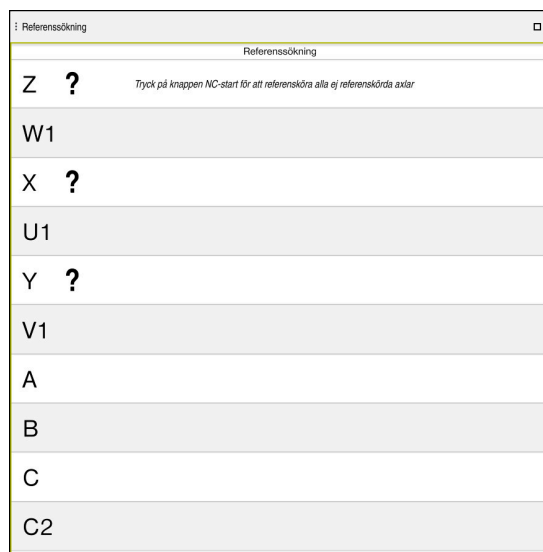 Referenssökning
Referenssökning
Z ? Tryck på knappen NC-start för att referensköra alla ej referenskörda axlar
W1
X ?
U1
Y ?
V1
A
B
C
C2